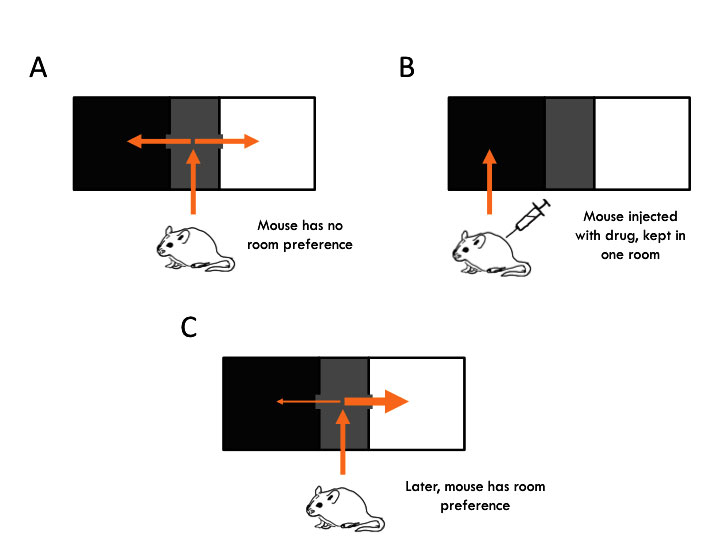 A
Mouse has no
room preference
B
Mouse injected
with drug, kept in
one room
C
Later, mouse has room
preference